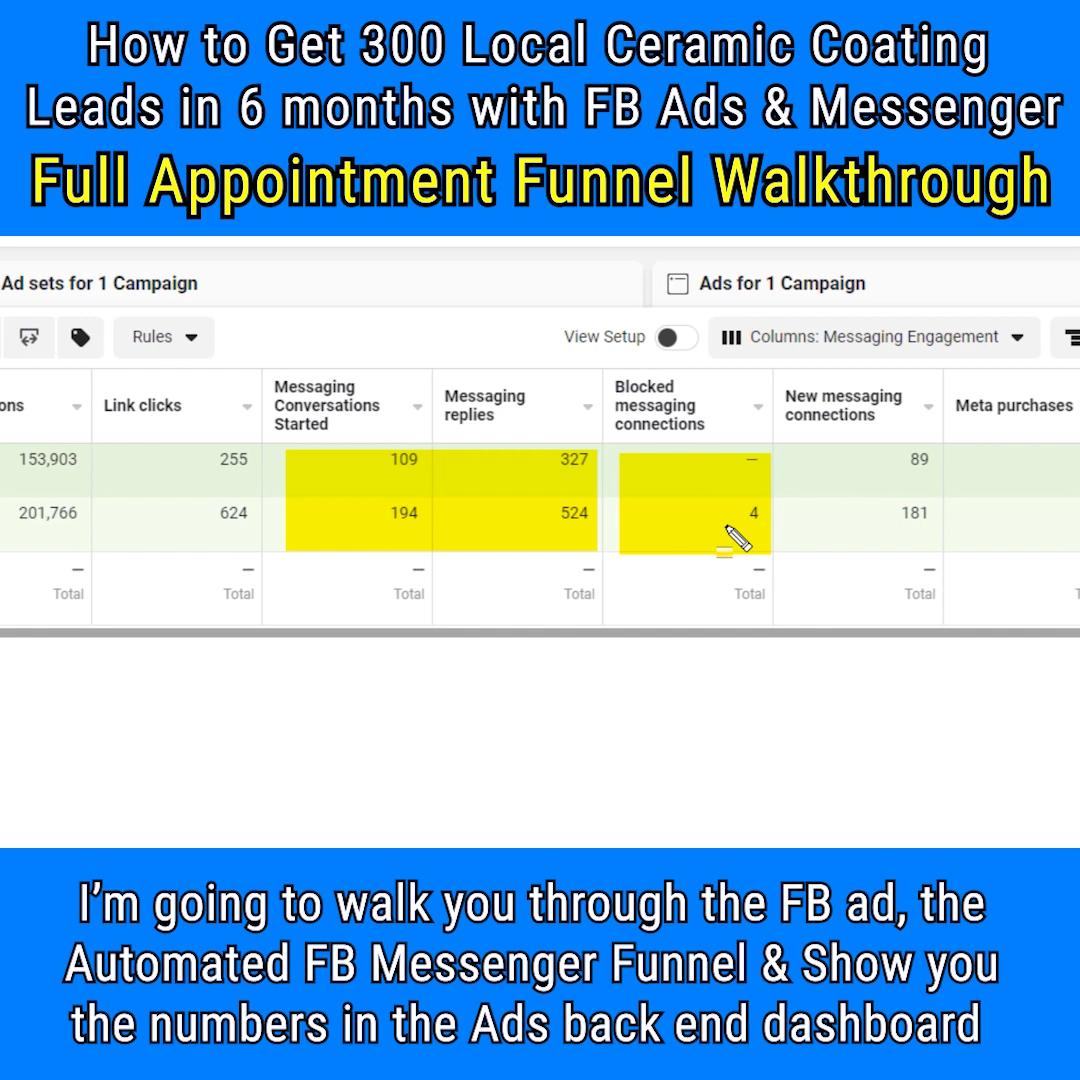 How to Get 300 Local Ceramic Coating
Leads in 6 months with FB Ads & Messenger
Full Appointment Funnel Walkthrough
Ad sets for 1 Campaign
Ads for 1 Campaign
Rules
View Setup
Columns: Messaging Engagement
ons
Link clicks
Messaging
Conversations
Started
Messaging
replies
Blocked
messaging
connections
New messaging
connections
Meta purchases
153,903 255 109 327 — 89
201,766 624 194 524 4 181
— — — — — —
Total Total Total Total Total Total
I'm going to walk you through the FB ad, the
Automated FB Messenger Funnel & Show you
the numbers in the Ads back end dashboard